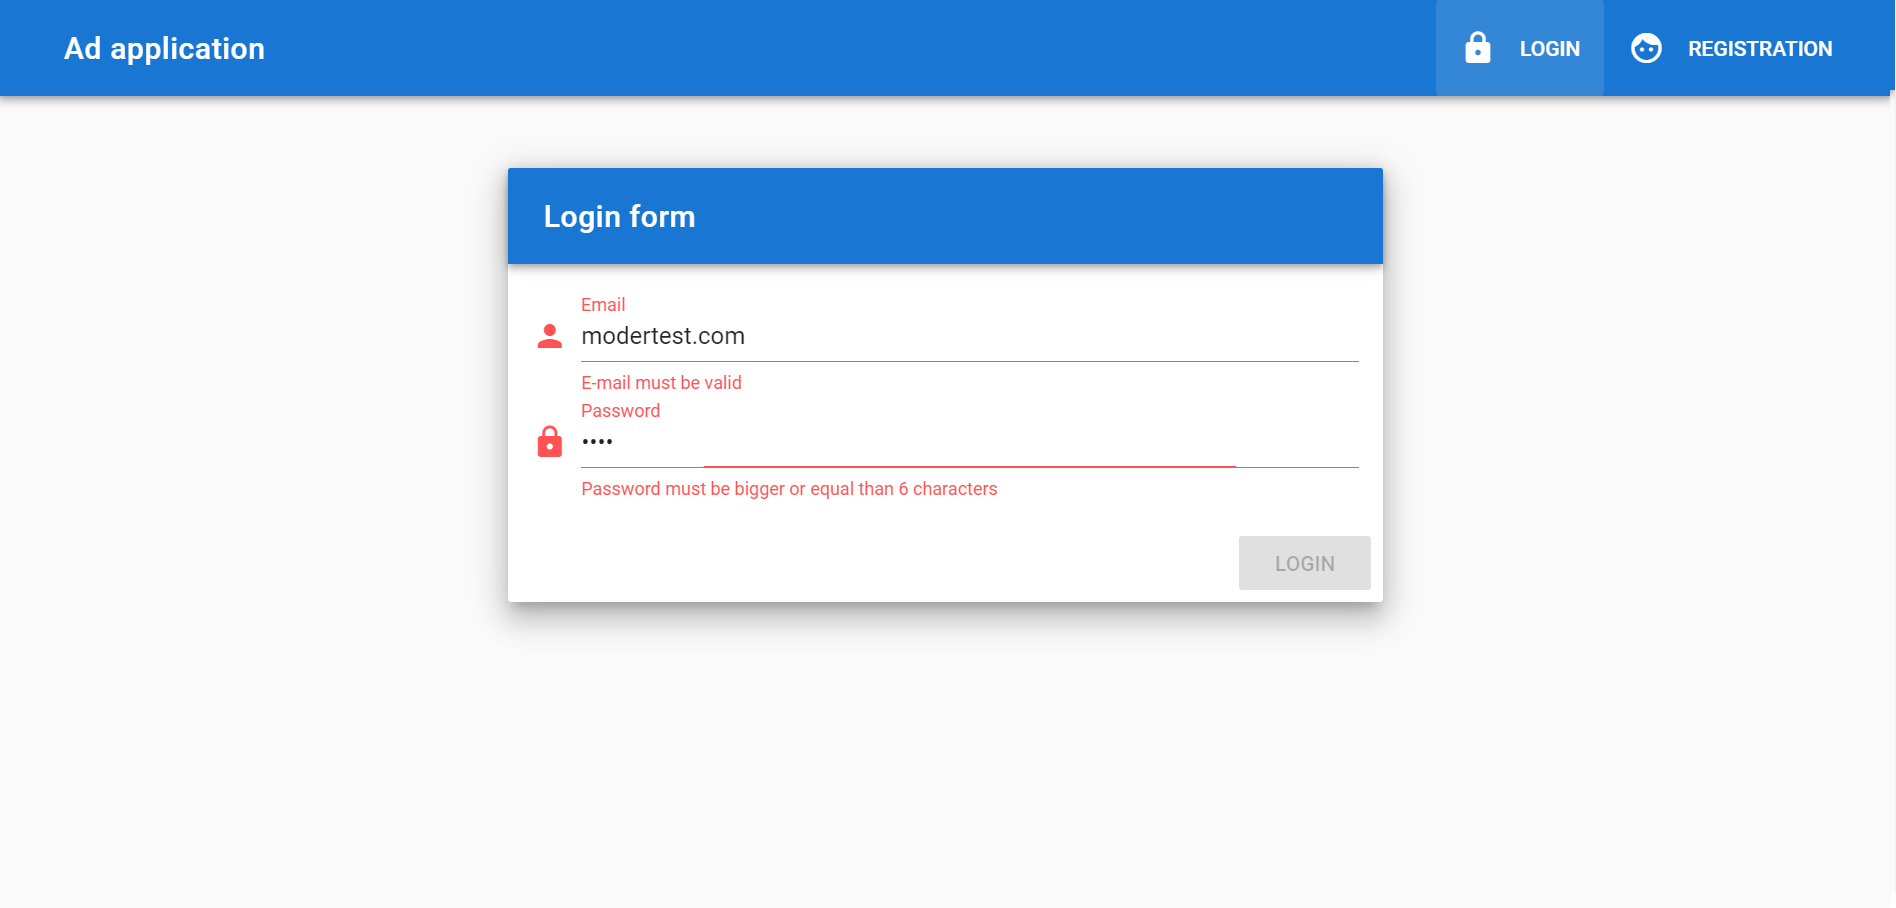 Ad application
LOGIN
REGISTRATION
Login form
Email
modertest.com
E-mail must be valid
Password
••••
Password must be bigger or equal than 6 characters
LOGIN